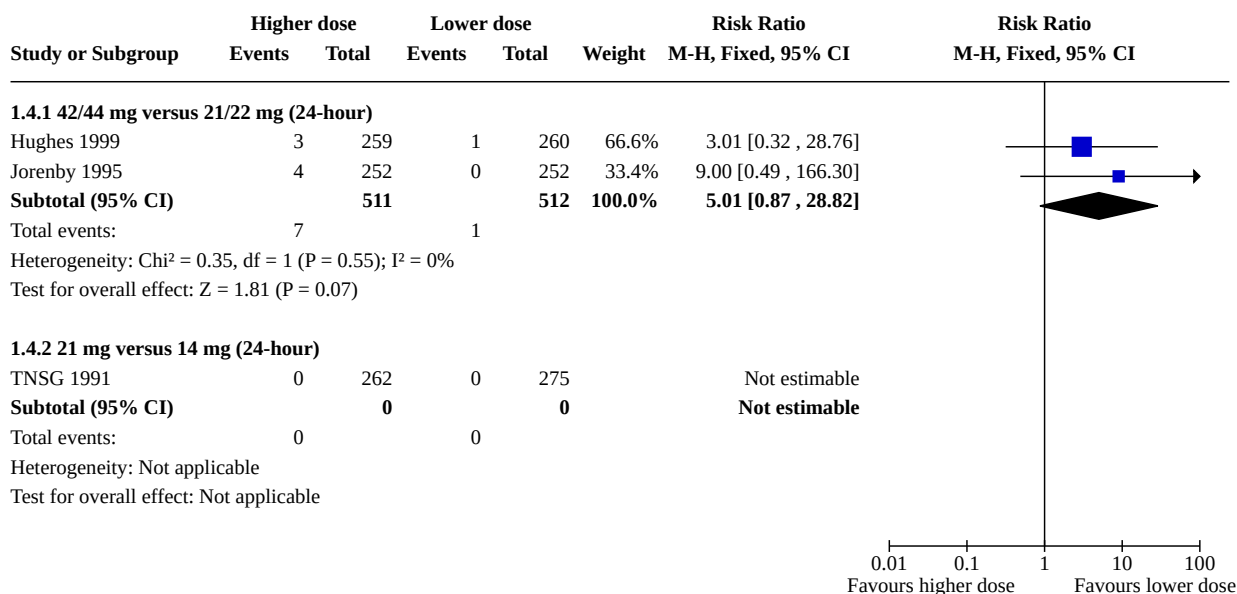 Higher dose Lower dose Risk Ratio Risk Ratio
Study or Subgroup Events Total Events Total Weight M-H, Fixed, 95% CI M-H, Fixed, 95% CI
1.4.1 42/44 mg versus 21/22 mg (24-hour)
Hughes 1999 3 259 1 260 66.6% 3.01 [0.32 , 28.76]
Jorenby 1995 4 252 0 252 33.4% 9.00 [0.49 , 166.30]
Subtotal (95% CI) 511 512 100.0% 5.01 [0.87 , 28.82]
Total events: 7 1
Heterogeneity: Chi² = 0.35, df = 1 (P = 0.55); I² = 0%
Test for overall effect: Z = 1.81 (P = 0.07)
1.4.2 21 mg versus 14 mg (24-hour)
TNSG 1991 0 262 0 275 Not estimable
Subtotal (95% CI) 0 0 Not estimable
Total events: 0 0
Heterogeneity: Not applicable
Test for overall effect: Not applicable
0.01 0.1 1 10 100
Favours higher dose Favours lower dose